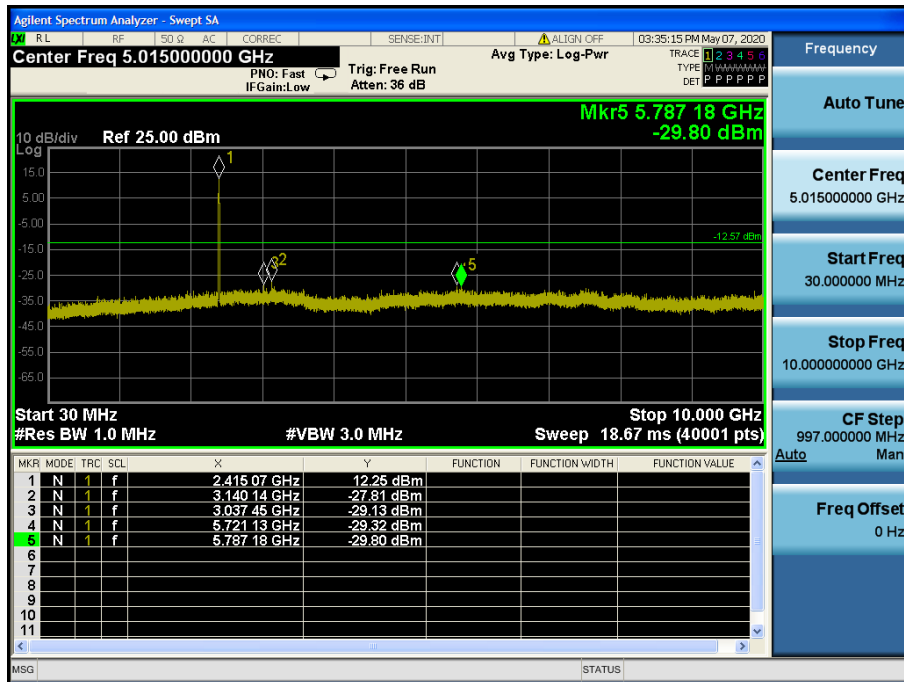 Agilent Spectrum Analyzer - Swept SA
LXI RL RF 50 Ω AC CORREC SENSE:INT ALIGN OFF 03:35:15 PM May 07, 2020
Center Freq 5.015000000 GHz
PNO: Fast
IFGain:Low
Trig: Free Run
Atten: 36 dB
Avg Type: Log-Pwr
TRACE 1 2 3 4 5 6
TYPE M WWWWW
DET P P P P P P
Mkr5 5.787 18 GHz
-29.80 dBm
10 dB/div Ref 25.00 dBm
Log
15.0
5.00
-5.00
-15.0
-25.0
-35.0
-45.0
-55.0
-65.0
1
3 2
5
-12.57 dBm
Start 30 MHz Stop 10.000 GHz
#Res BW 1.0 MHz #VBW 3.0 MHz Sweep 18.67 ms (40001 pts)
MKR MODE TRC SCL X Y FUNCTION FUNCTION WIDTH FUNCTION VALUE
1 N 1 f 2.415 07 GHz 12.25 dBm
2 N 1 f 3.140 14 GHz -27.81 dBm
3 N 1 f 3.037 45 GHz -29.13 dBm
4 N 1 f 5.721 13 GHz -29.32 dBm
5 N 1 f 5.787 18 GHz -29.80 dBm
6
7
8
9
10
11
MSG STATUS
Frequency
Auto Tune
Center Freq
5.015000000 GHz
Start Freq
30.000000 MHz
Stop Freq
10.000000000 GHz
CF Step
997.000000 MHz
Auto Man
Freq Offset
0 Hz